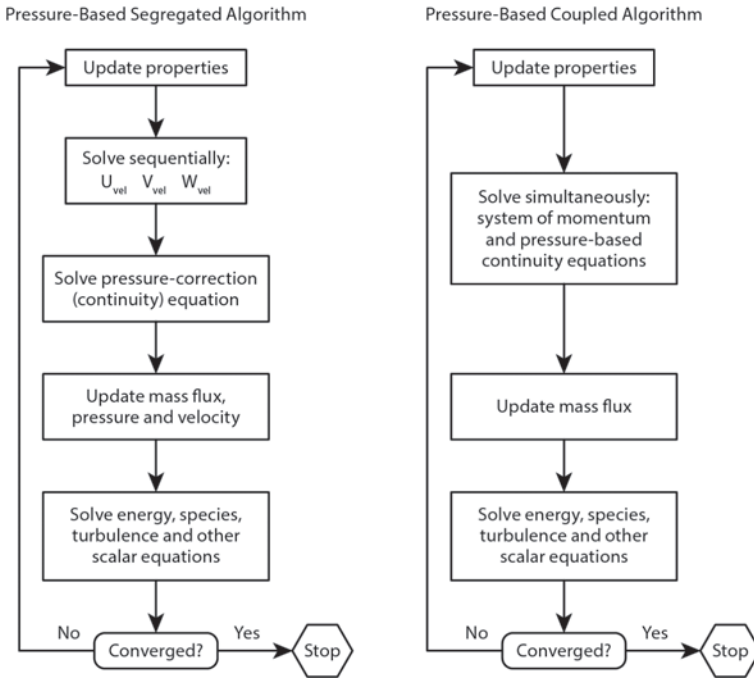 Pressure-Based Segregated Algorithm
Update properties
Solve sequentially:
U_vel V_vel W_vel
Solve pressure-correction
(continuity) equation
Update mass flux,
pressure and velocity
Solve energy, species,
turbulence and other
scalar equations
No
Converged?
Yes
Stop
Pressure-Based Coupled Algorithm
Update properties
Solve simultaneously:
system of momentum
and pressure-based
continuity equations
Update mass flux
Solve energy, species,
turbulence and other
scalar equations
No
Converged?
Yes
Stop